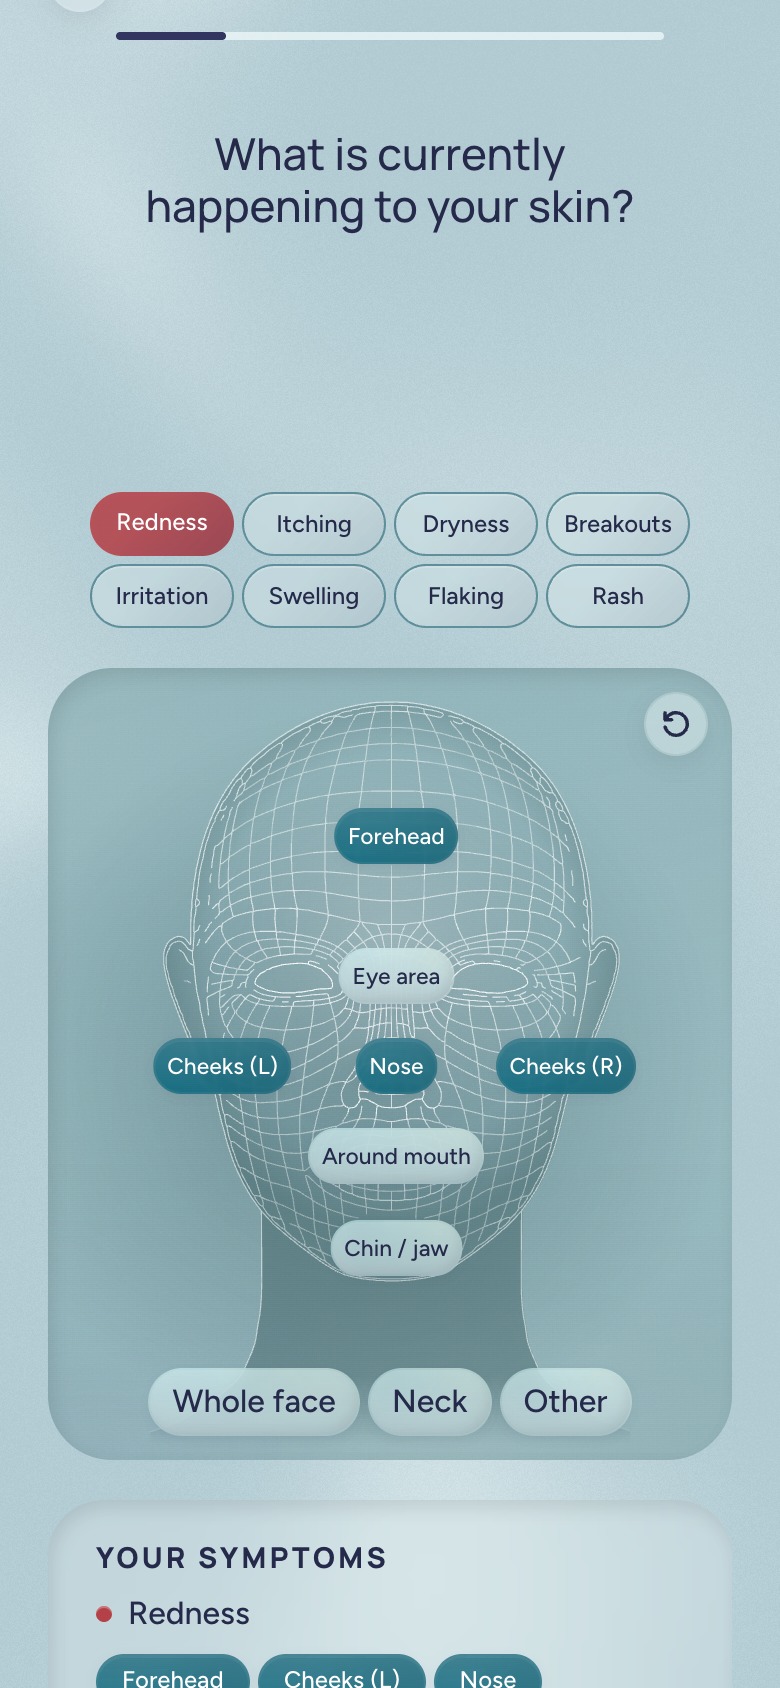 What is currently
happening to your skin?
Redness Itching Dryness Breakouts
Irritation Swelling Flaking Rash
Forehead
Eye area
Cheeks (L) Nose Cheeks (R)
Around mouth
Chin / jaw
Whole face Neck Other
YOUR SYMPTOMS
Redness
Forehead Cheeks (L) Nose